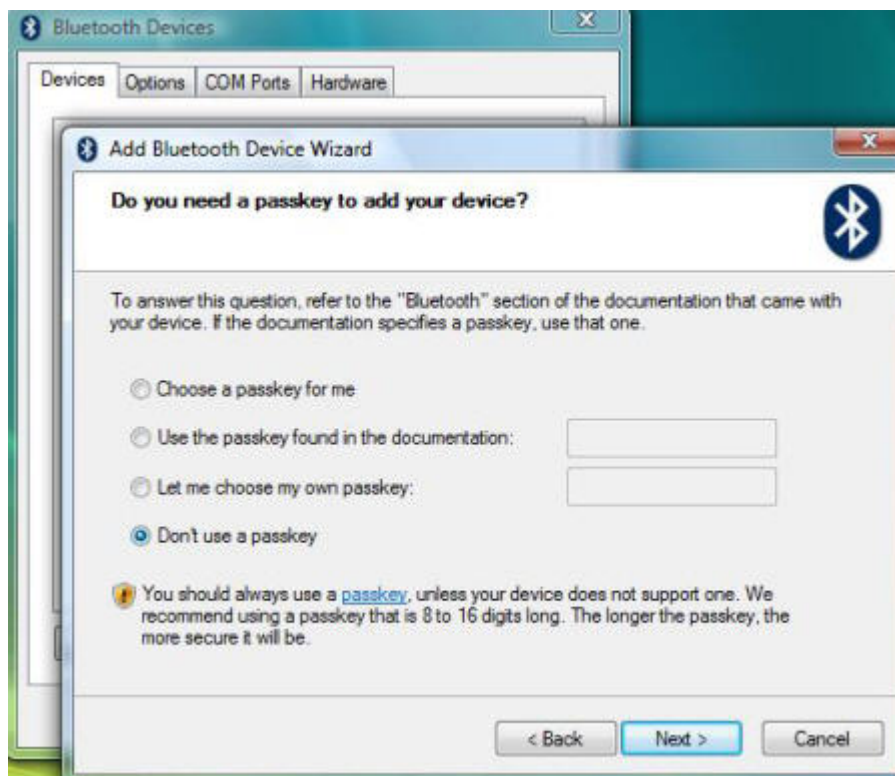 Bluetooth Devices
Devices Options COM Ports Hardware
Add Bluetooth Device Wizard
Do you need a passkey to add your device?
To answer this question, refer to the "Bluetooth" section of the documentation that came with
your device. If the documentation specifies a passkey, use that one.
Choose a passkey for me
Use the passkey found in the documentation:
Let me choose my own passkey:
Don't use a passkey
You should always use a passkey, unless your device does not support one. We
recommend using a passkey that is 8 to 16 digits long. The longer the passkey, the
more secure it will be.
< Back Next > Cancel